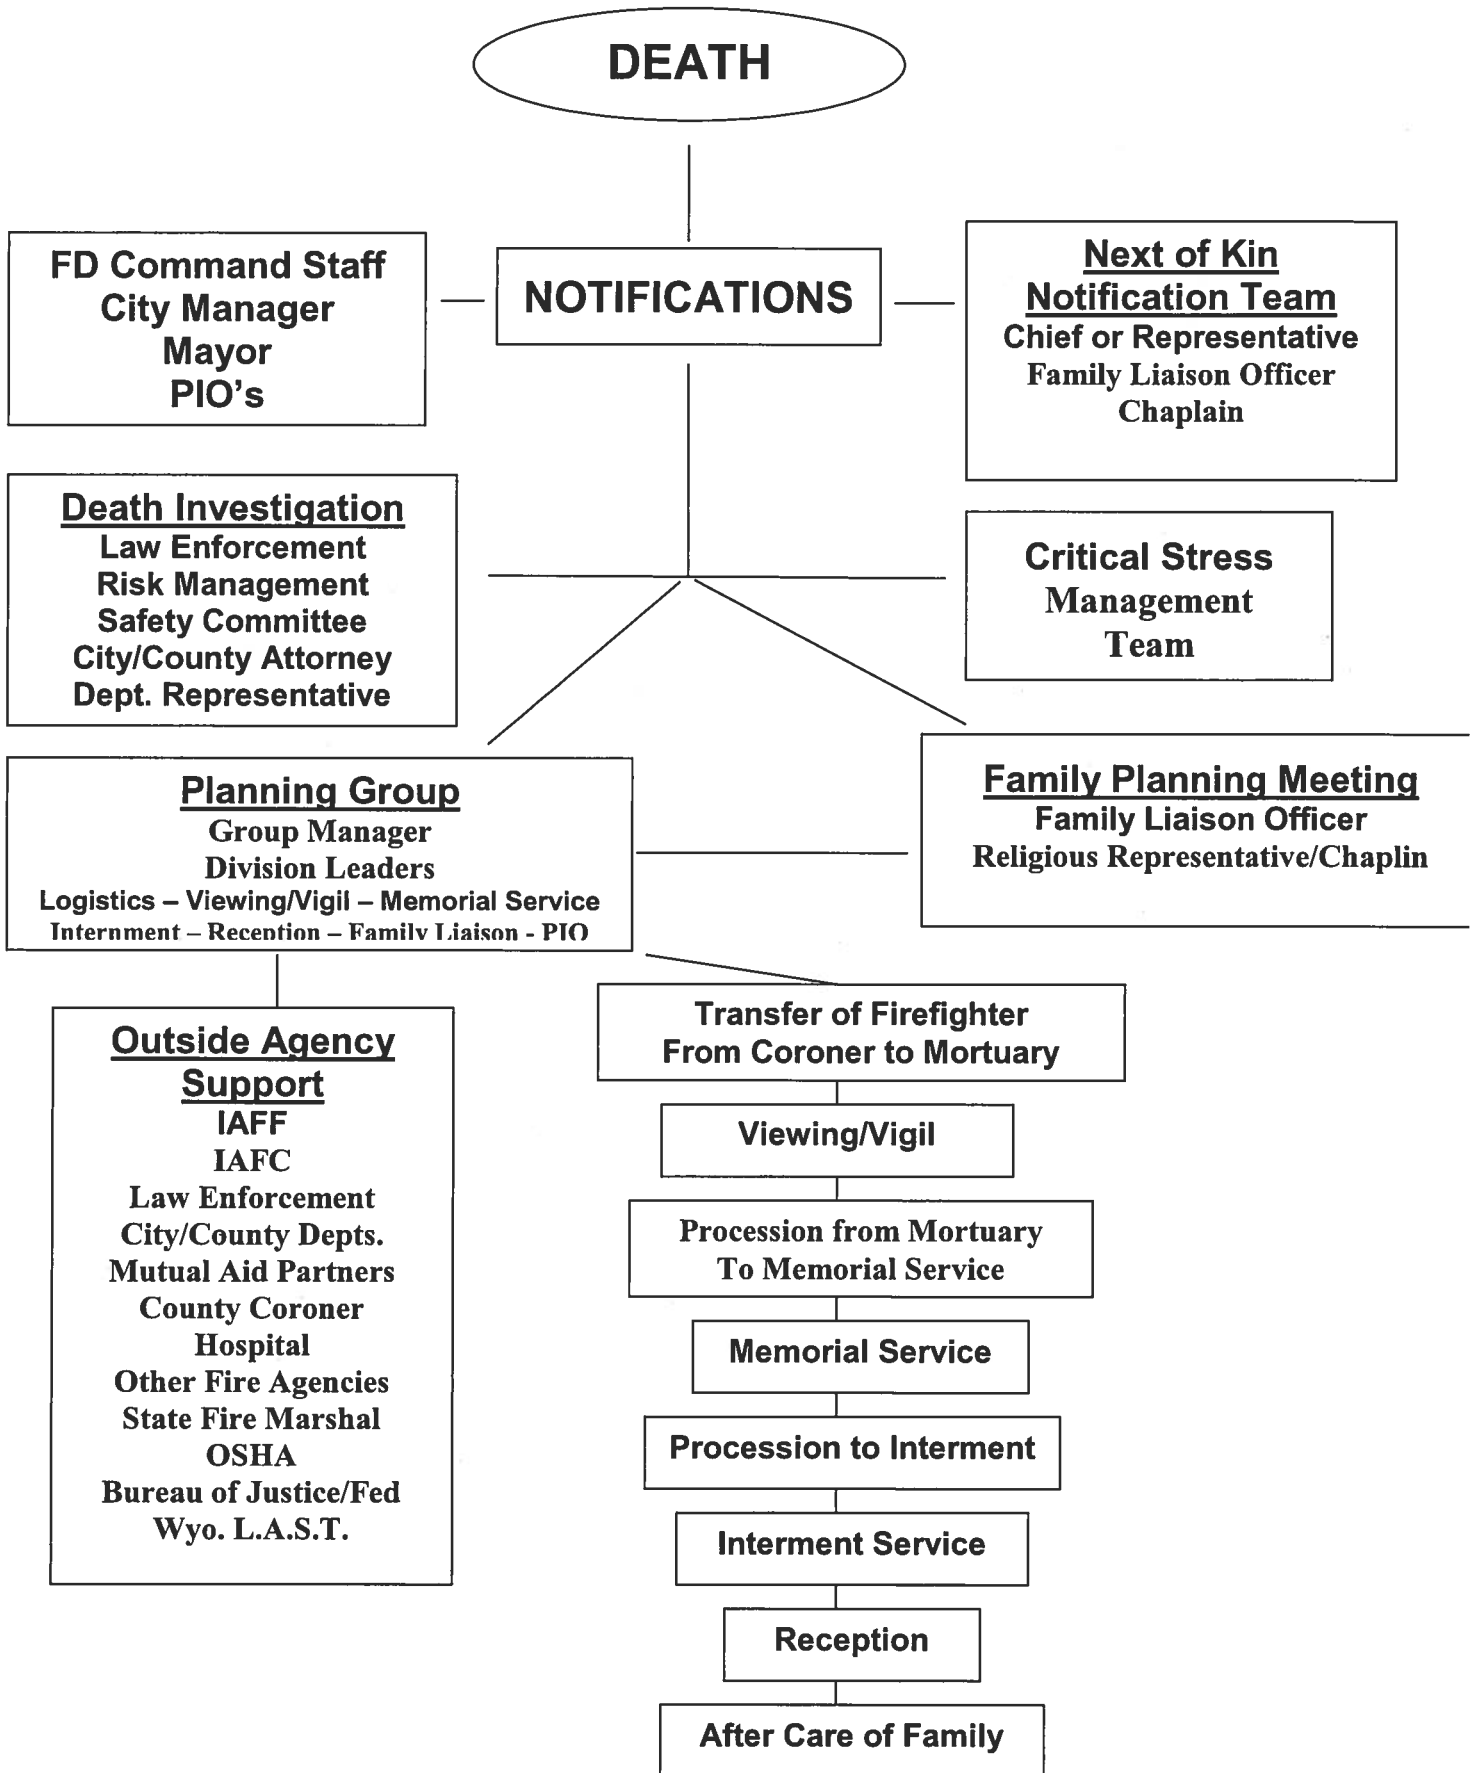 DEATH
FD Command Staff
City Manager
Mayor
PIO's
NOTIFICATIONS
Next of Kin
Notification Team
Chief or Representative
Family Liaison Officer
Chaplain
Death Investigation
Law Enforcement
Risk Management
Safety Committee
City/County Attorney
Dept. Representative
Critical Stress
Management
Team
Planning Group
Group Manager
Division Leaders
Logistics – Viewing/Vigil – Memorial Service
Internment – Reception – Family Liaison - PIO
Family Planning Meeting
Family Liaison Officer
Religious Representative/Chaplin
Outside Agency
Support
IAFF
IAFC
Law Enforcement
City/County Depts.
Mutual Aid Partners
County Coroner
Hospital
Other Fire Agencies
State Fire Marshal
OSHA
Bureau of Justice/Fed
Wyo. L.A.S.T.
Transfer of Firefighter
From Coroner to Mortuary
Viewing/Vigil
Procession from Mortuary
To Memorial Service
Memorial Service
Procession to Interment
Interment Service
Reception
After Care of Family